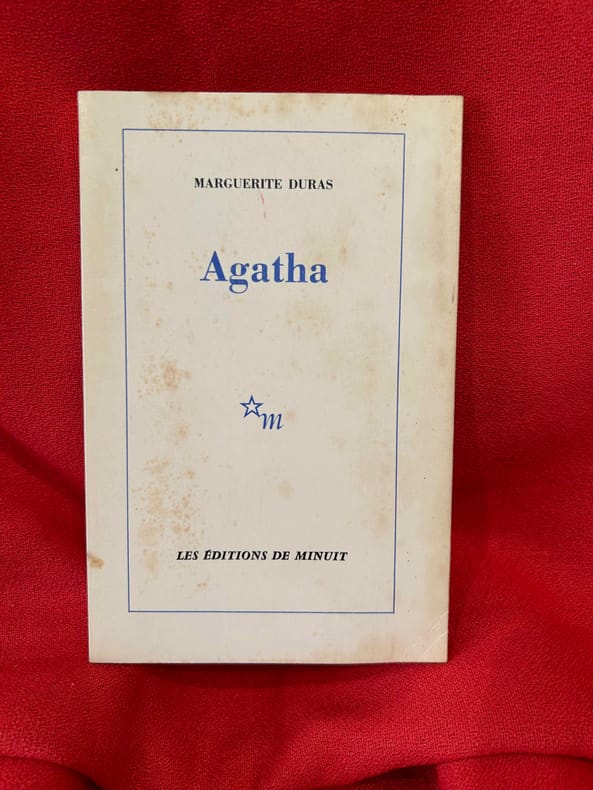 MARGUERITE DURAS
Agatha
m
LES ÉDITIONS DE MINUIT